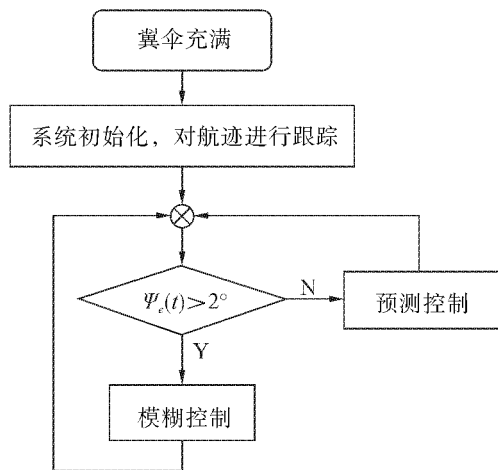 翼伞充满
系统初始化，对航迹进行跟踪
Ψₑ(t)>2°
N
预测控制
Y
模糊控制